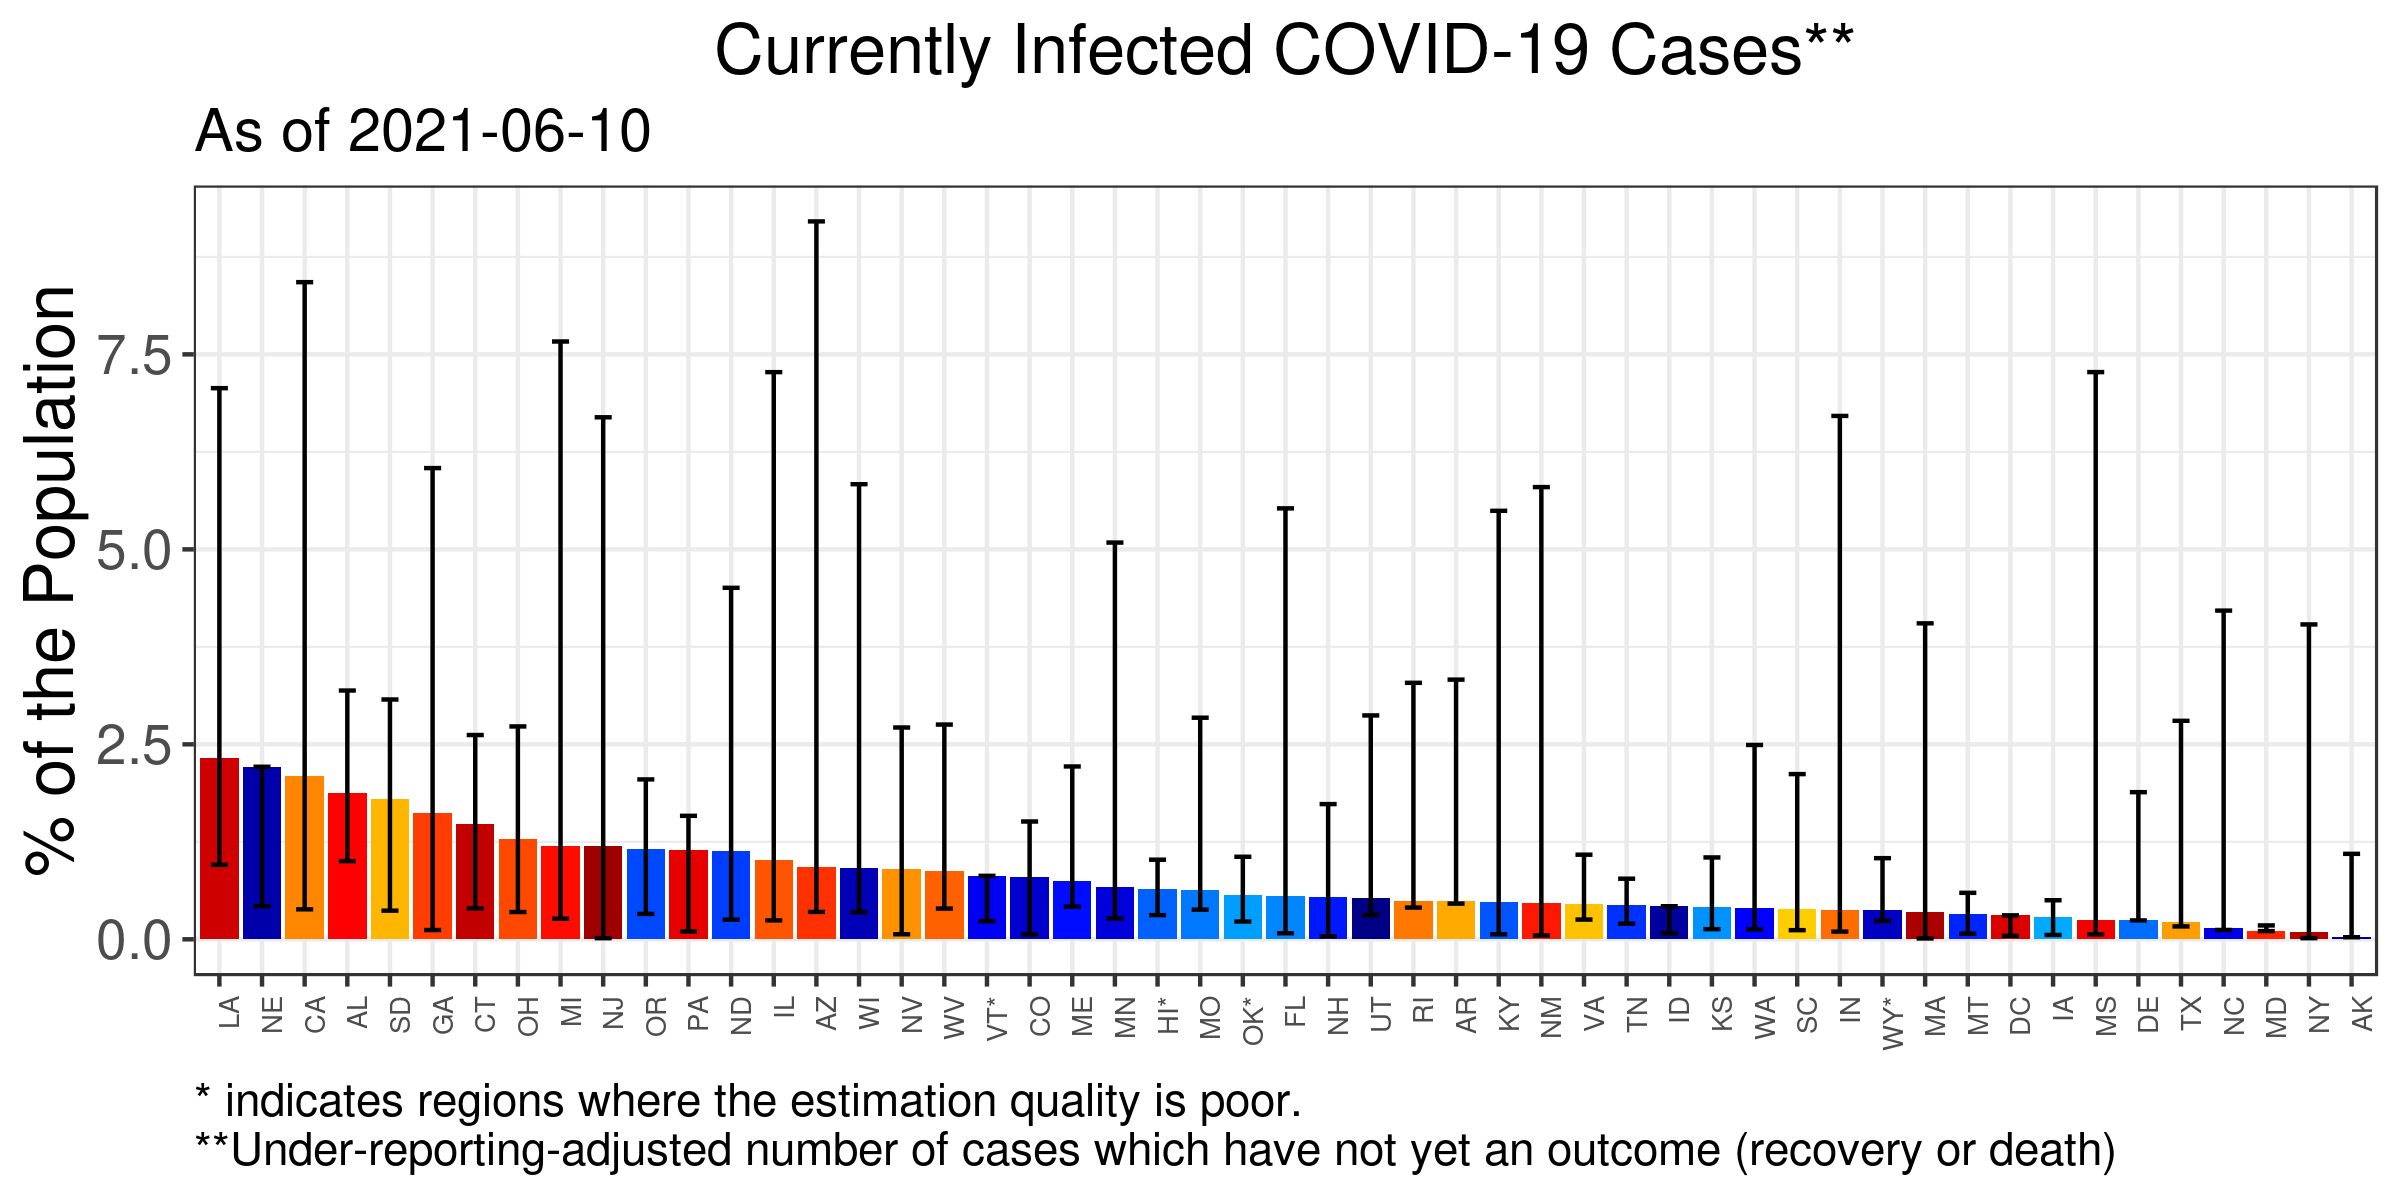 Currently Infected COVID-19 Cases**
As of 2021-06-10
% of the Population
7.5
5.0
2.5
0.0
LA NE CA AL SD GA CT OH MI NJ OR PA ND IL AZ WI NV WV VT* CO ME MN HI* MO OK* FL NH UT RI AR KY NM VA TN ID KS WA SC IN WY* MA MT DC IA MS DE TX NC MD NY AK
* indicates regions where the estimation quality is poor.
**Under-reporting-adjusted number of cases which have not yet an outcome (recovery or death)